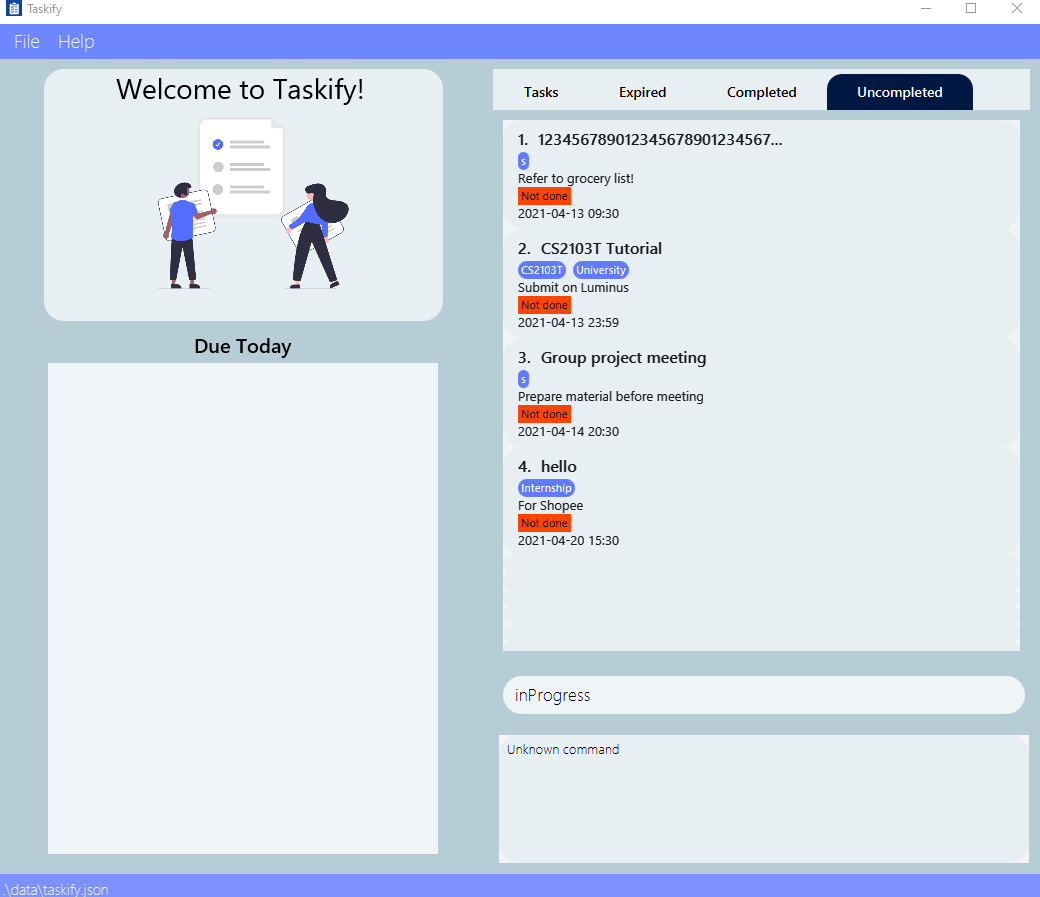 Taskify
File Help
Welcome to Taskify!
Due Today
Tasks Expired Completed Uncompleted
1. 123456789012345678901234567...
s
Refer to grocery list!
Not done
2021-04-13 09:30
2. CS2103T Tutorial
CS2103T University
Submit on Luminus
Not done
2021-04-13 23:59
3. Group project meeting
s
Prepare material before meeting
Not done
2021-04-14 20:30
4. hello
Internship
For Shopee
Not done
2021-04-20 15:30
inProgress
Unknown command
.\data\taskify.json